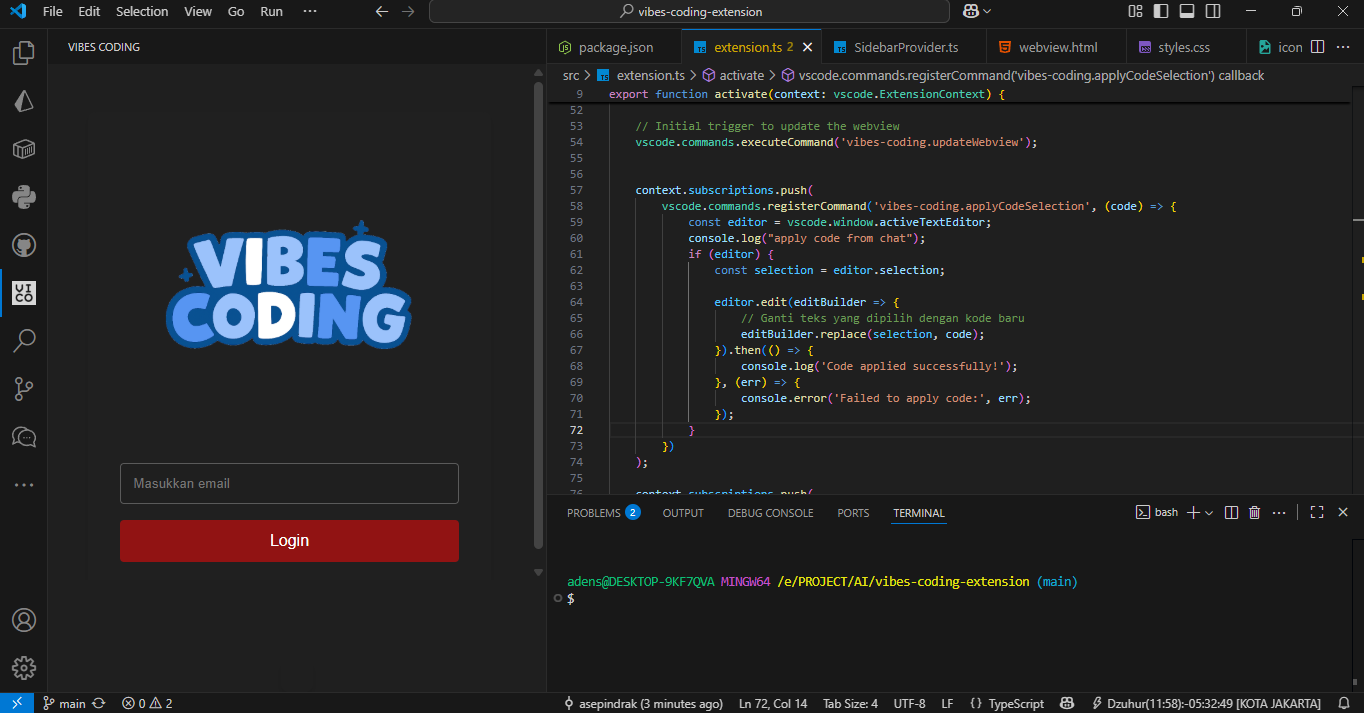 File Edit Selection View Go Run ··· vibes-coding-extension
VIBES CODING
VIBES
CODING
Masukkan email
Login
UI
CO
package.json extension.ts 2 SidebarProvider.ts webview.html styles.css icon
src > extension.ts > activate > vscode.commands.registerCommand('vibes-coding.applyCodeSelection') callback
9 export function activate(context: vscode.ExtensionContext) {
52
53 // Initial trigger to update the webview
54 vscode.commands.executeCommand('vibes-coding.updateWebview');
55
56
57 context.subscriptions.push(
58 vscode.commands.registerCommand('vibes-coding.applyCodeSelection', (code) => {
59 const editor = vscode.window.activeTextEditor;
60 console.log("apply code from chat");
61 if (editor) {
62 const selection = editor.selection;
63
64 editor.edit(editBuilder => {
65 // Ganti teks yang dipilih dengan kode baru
66 editBuilder.replace(selection, code);
67 }).then(() => {
68 console.log('Code applied successfully!');
69 }, (err) => {
70 console.error('Failed to apply code:', err);
71 });
72 }
73 })
74 );
75
76 context.subscriptions.push(
PROBLEMS 2 OUTPUT DEBUG CONSOLE PORTS TERMINAL bash
adens@DESKTOP-9KF7QVA MINGW64 /e/PROJECT/AI/vibes-coding-extension (main)
$
main 0 2 asepindrak (3 minutes ago) Ln 72, Col 14 Tab Size: 4 UTF-8 LF {} TypeScript Dzuhur(11:58):-05:32:49 [KOTA JAKARTA]